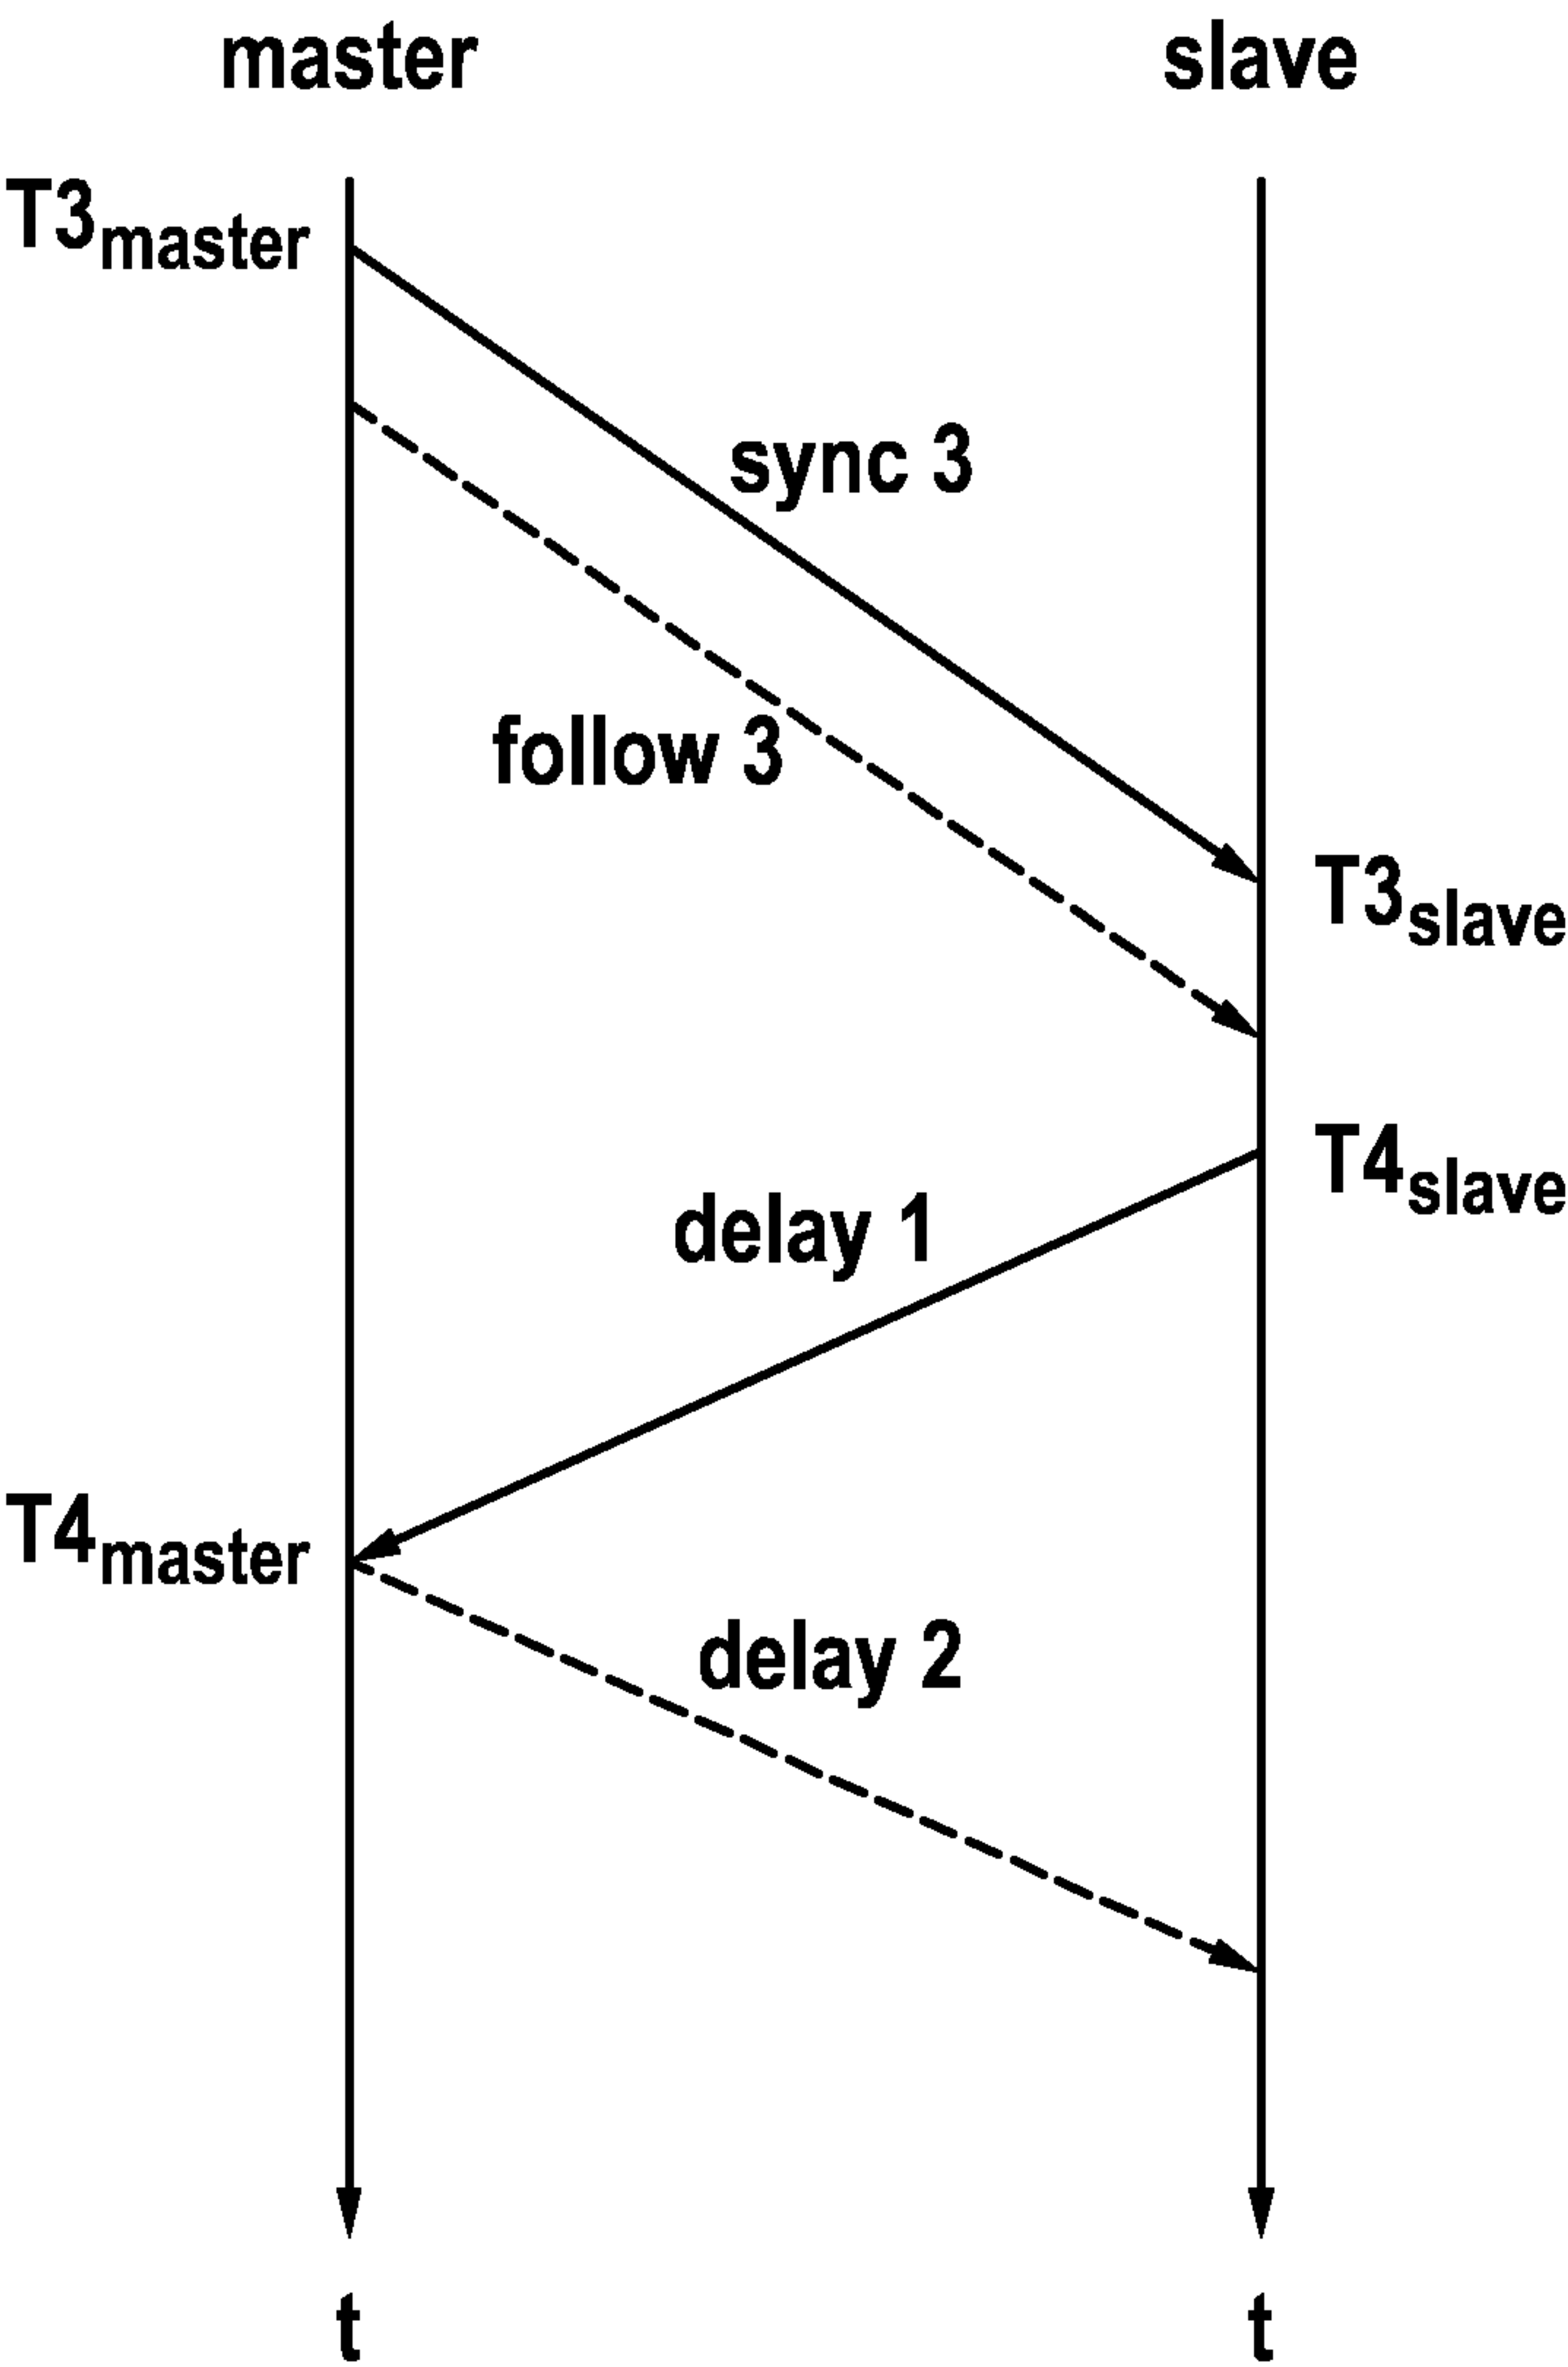 master slave
T3master
sync 3
follow 3
T3slave
T4slave
delay 1
T4master
delay 2
t t